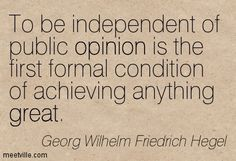 To be independent of
public opinion is the
first formal condition
of achieving anything
great.
Georg Wilhelm Friedrich Hegel
meetville.com